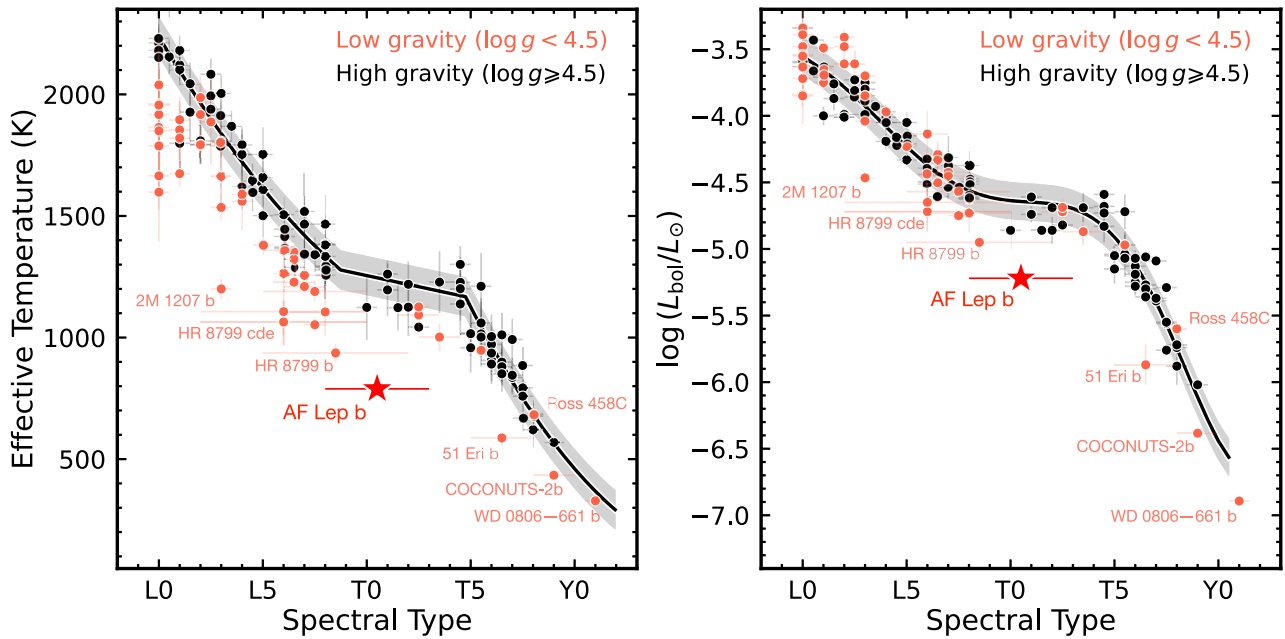 Low gravity (log g < 4.5)
High gravity (log g⩾4.5)
2M 1207 b
HR 8799 cde
HR 8799 b
AF Lep b
Ross 458C
51 Eri b
COCONUTS-2b
WD 0806−661 b
Effective Temperature (K)
2000
1500
1000
500
L0
L5
T0
T5
Y0
Spectral Type
Low gravity (log g < 4.5)
High gravity (log g⩾4.5)
2M 1207 b
HR 8799 cde
HR 8799 b
AF Lep b
Ross 458C
51 Eri b
COCONUTS-2b
WD 0806−661 b
log (Lbol/L⊙)
−3.5
−4.0
−4.5
−5.0
−5.5
−6.0
−6.5
−7.0
L0
L5
T0
T5
Y0
Spectral Type